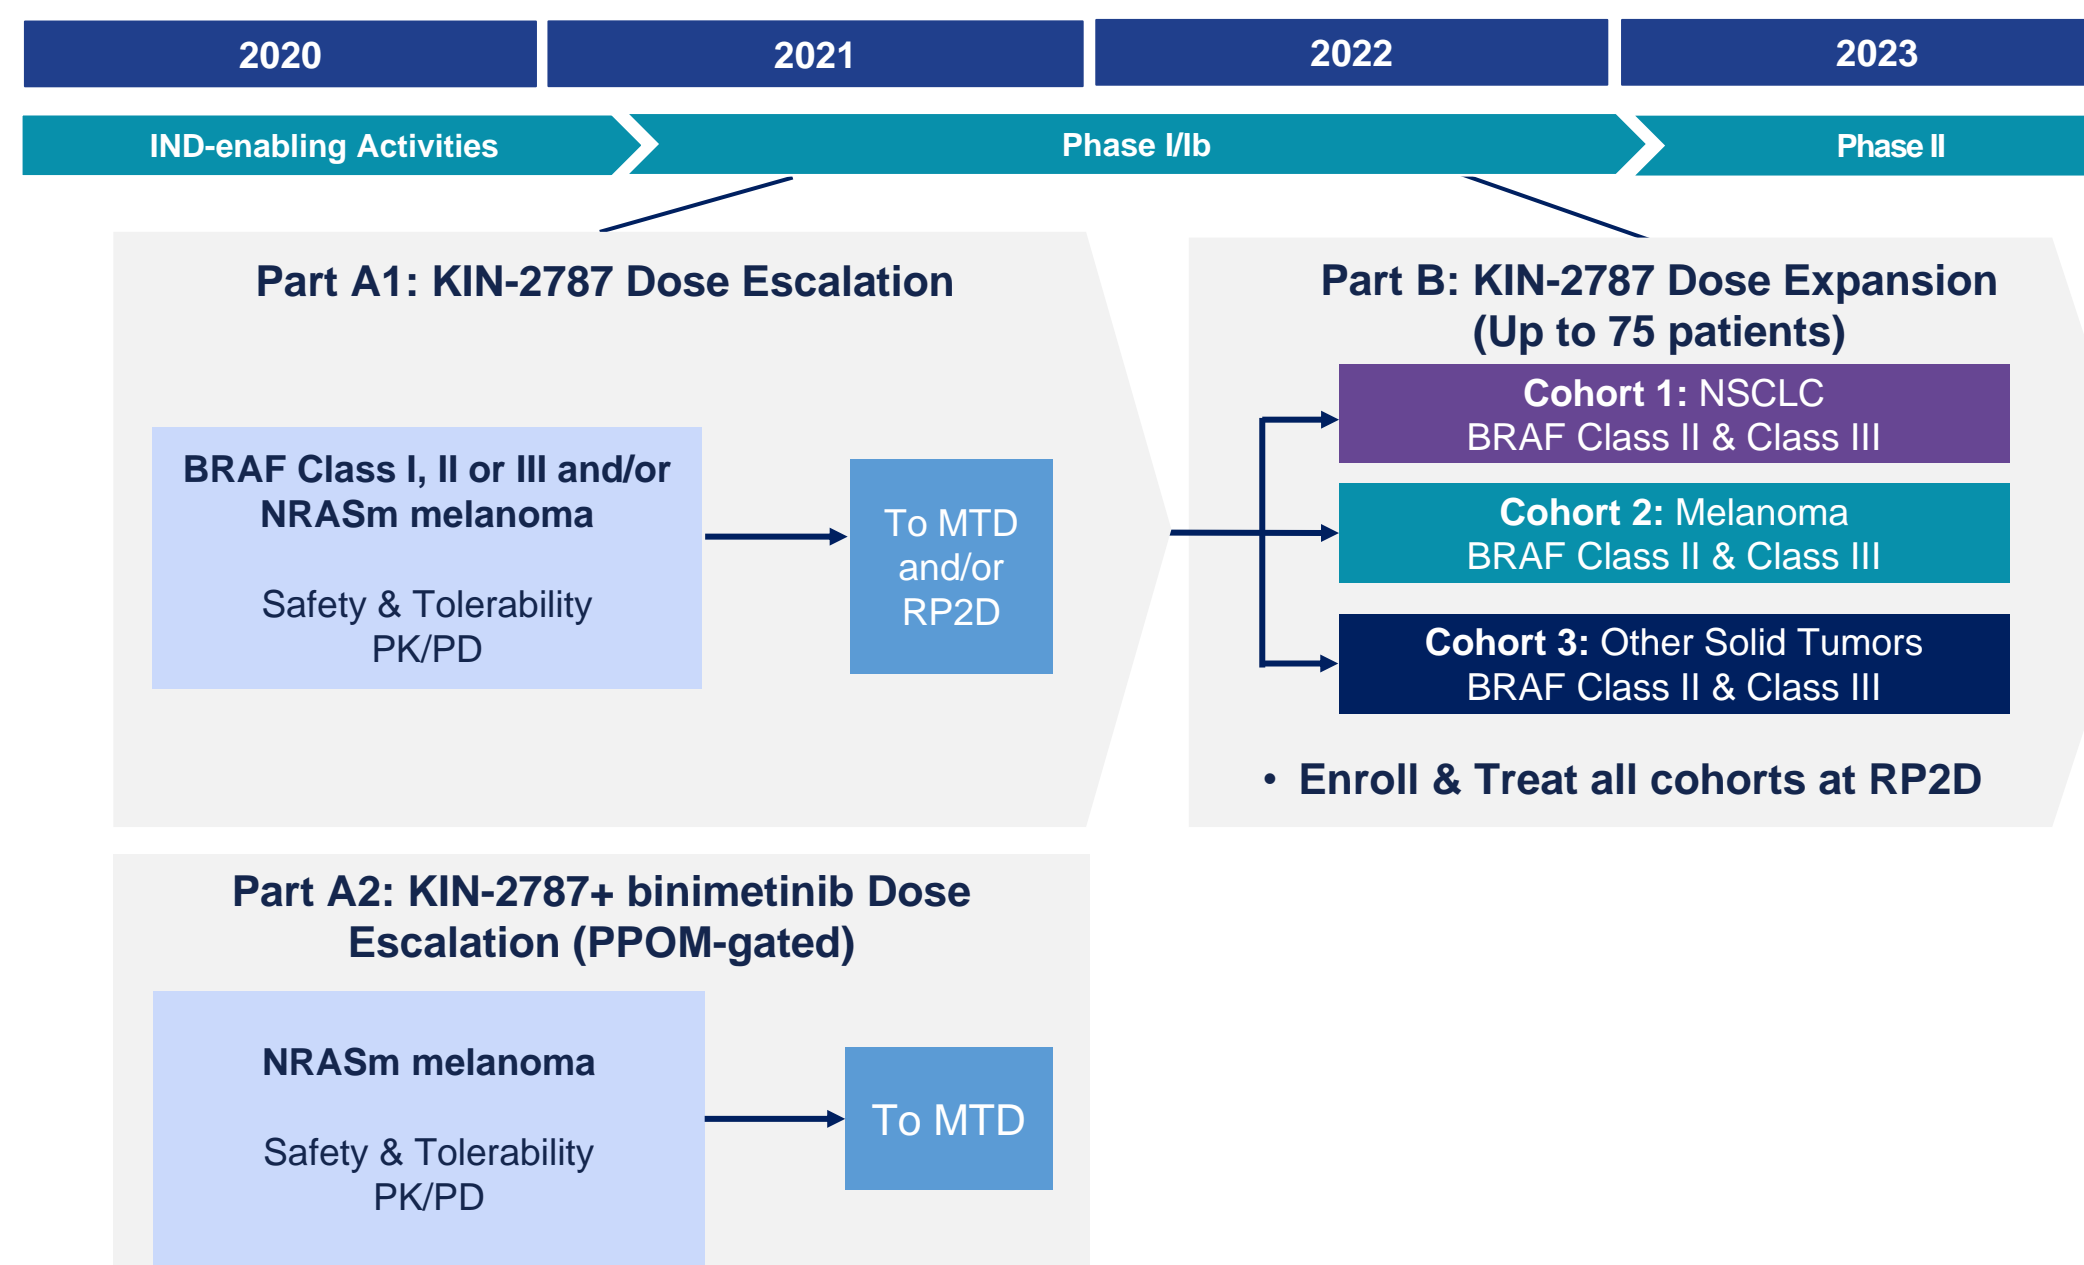 2020
2021
2022
2023
IND-enabling Activities
Phase I/Ib
Phase II
Part A1: KIN-2787 Dose Escalation
BRAF Class I, II or III and/or
NRASm melanoma
Safety & Tolerability
PK/PD
To MTD
and/or
RP2D
Part B: KIN-2787 Dose Expansion
(Up to 75 patients)
Cohort 1: NSCLC
BRAF Class II & Class III
Cohort 2: Melanoma
BRAF Class II & Class III
Cohort 3: Other Solid Tumors
BRAF Class II & Class III
• Enroll & Treat all cohorts at RP2D
Part A2: KIN-2787+ binimetinib Dose
Escalation (PPOM-gated)
NRASm melanoma
Safety & Tolerability
PK/PD
To MTD